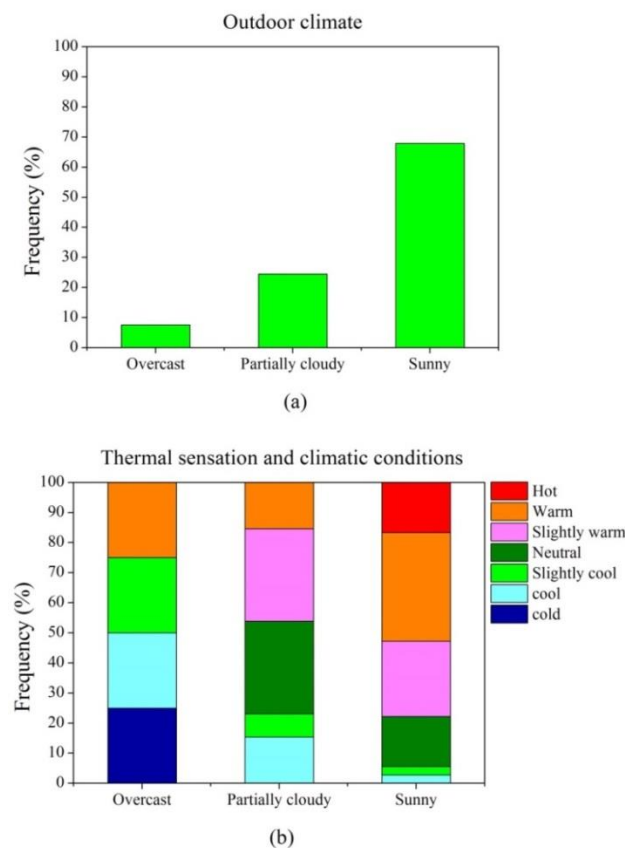 Outdoor climate
100
90
80
70
60
50
40
30
20
10
0
Frequency (%)
Overcast Partially cloudy Sunny
(a)
Thermal sensation and climatic conditions
100
90
80
70
60
50
40
30
20
10
0
Frequency (%)
Overcast Partially cloudy Sunny
Hot
Warm
Slightly warm
Neutral
Slightly cool
cool
cold
(b)